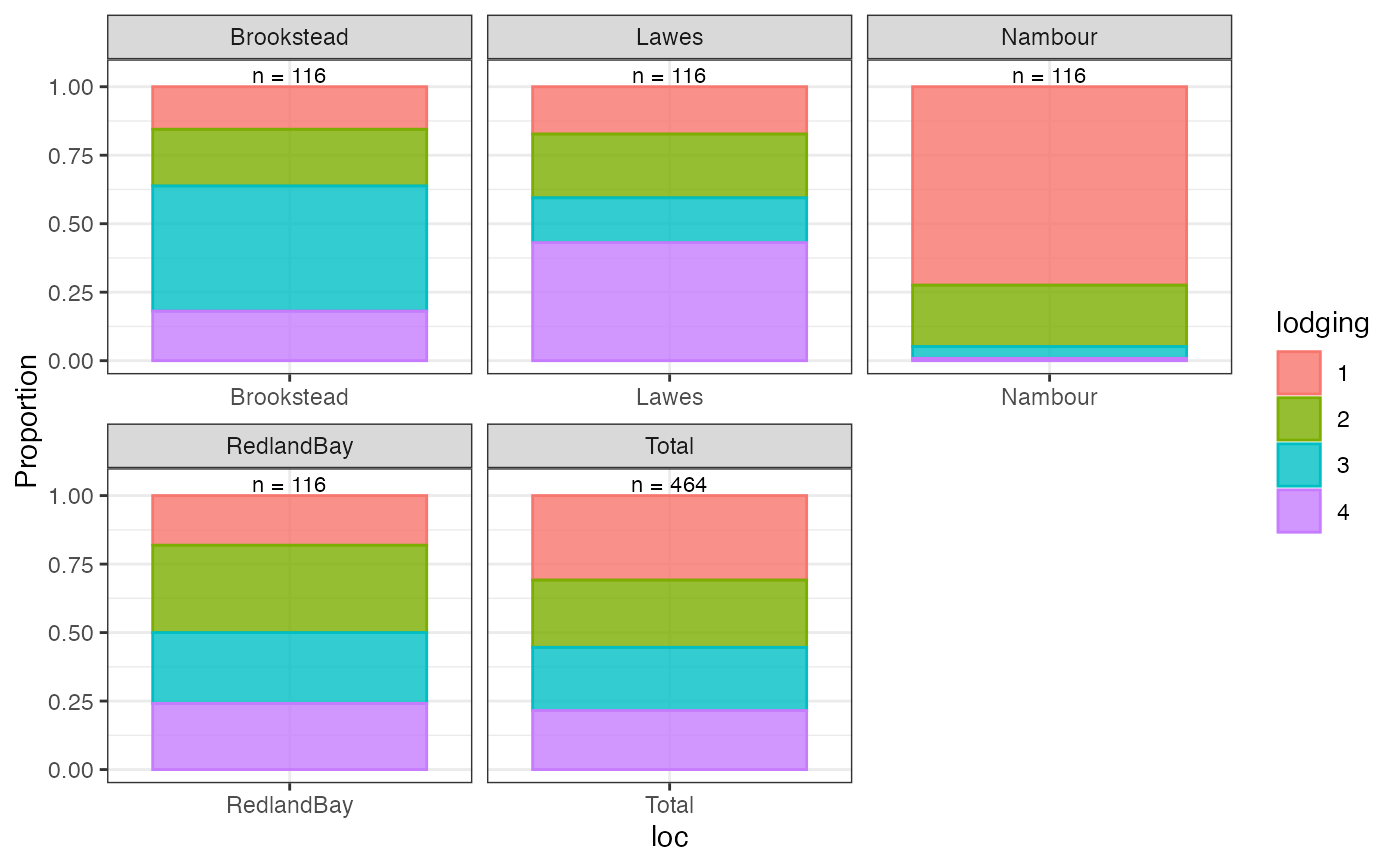 Brookstead
Lawes
Nambour
n = 116
n = 116
n = 116
1.00
0.75
0.50
0.25
0.00
Brookstead
Lawes
Nambour
Proportion
RedlandBay
Total
n = 116
n = 464
1.00
0.75
0.50
0.25
0.00
RedlandBay
Total
loc
lodging
1
2
3
4